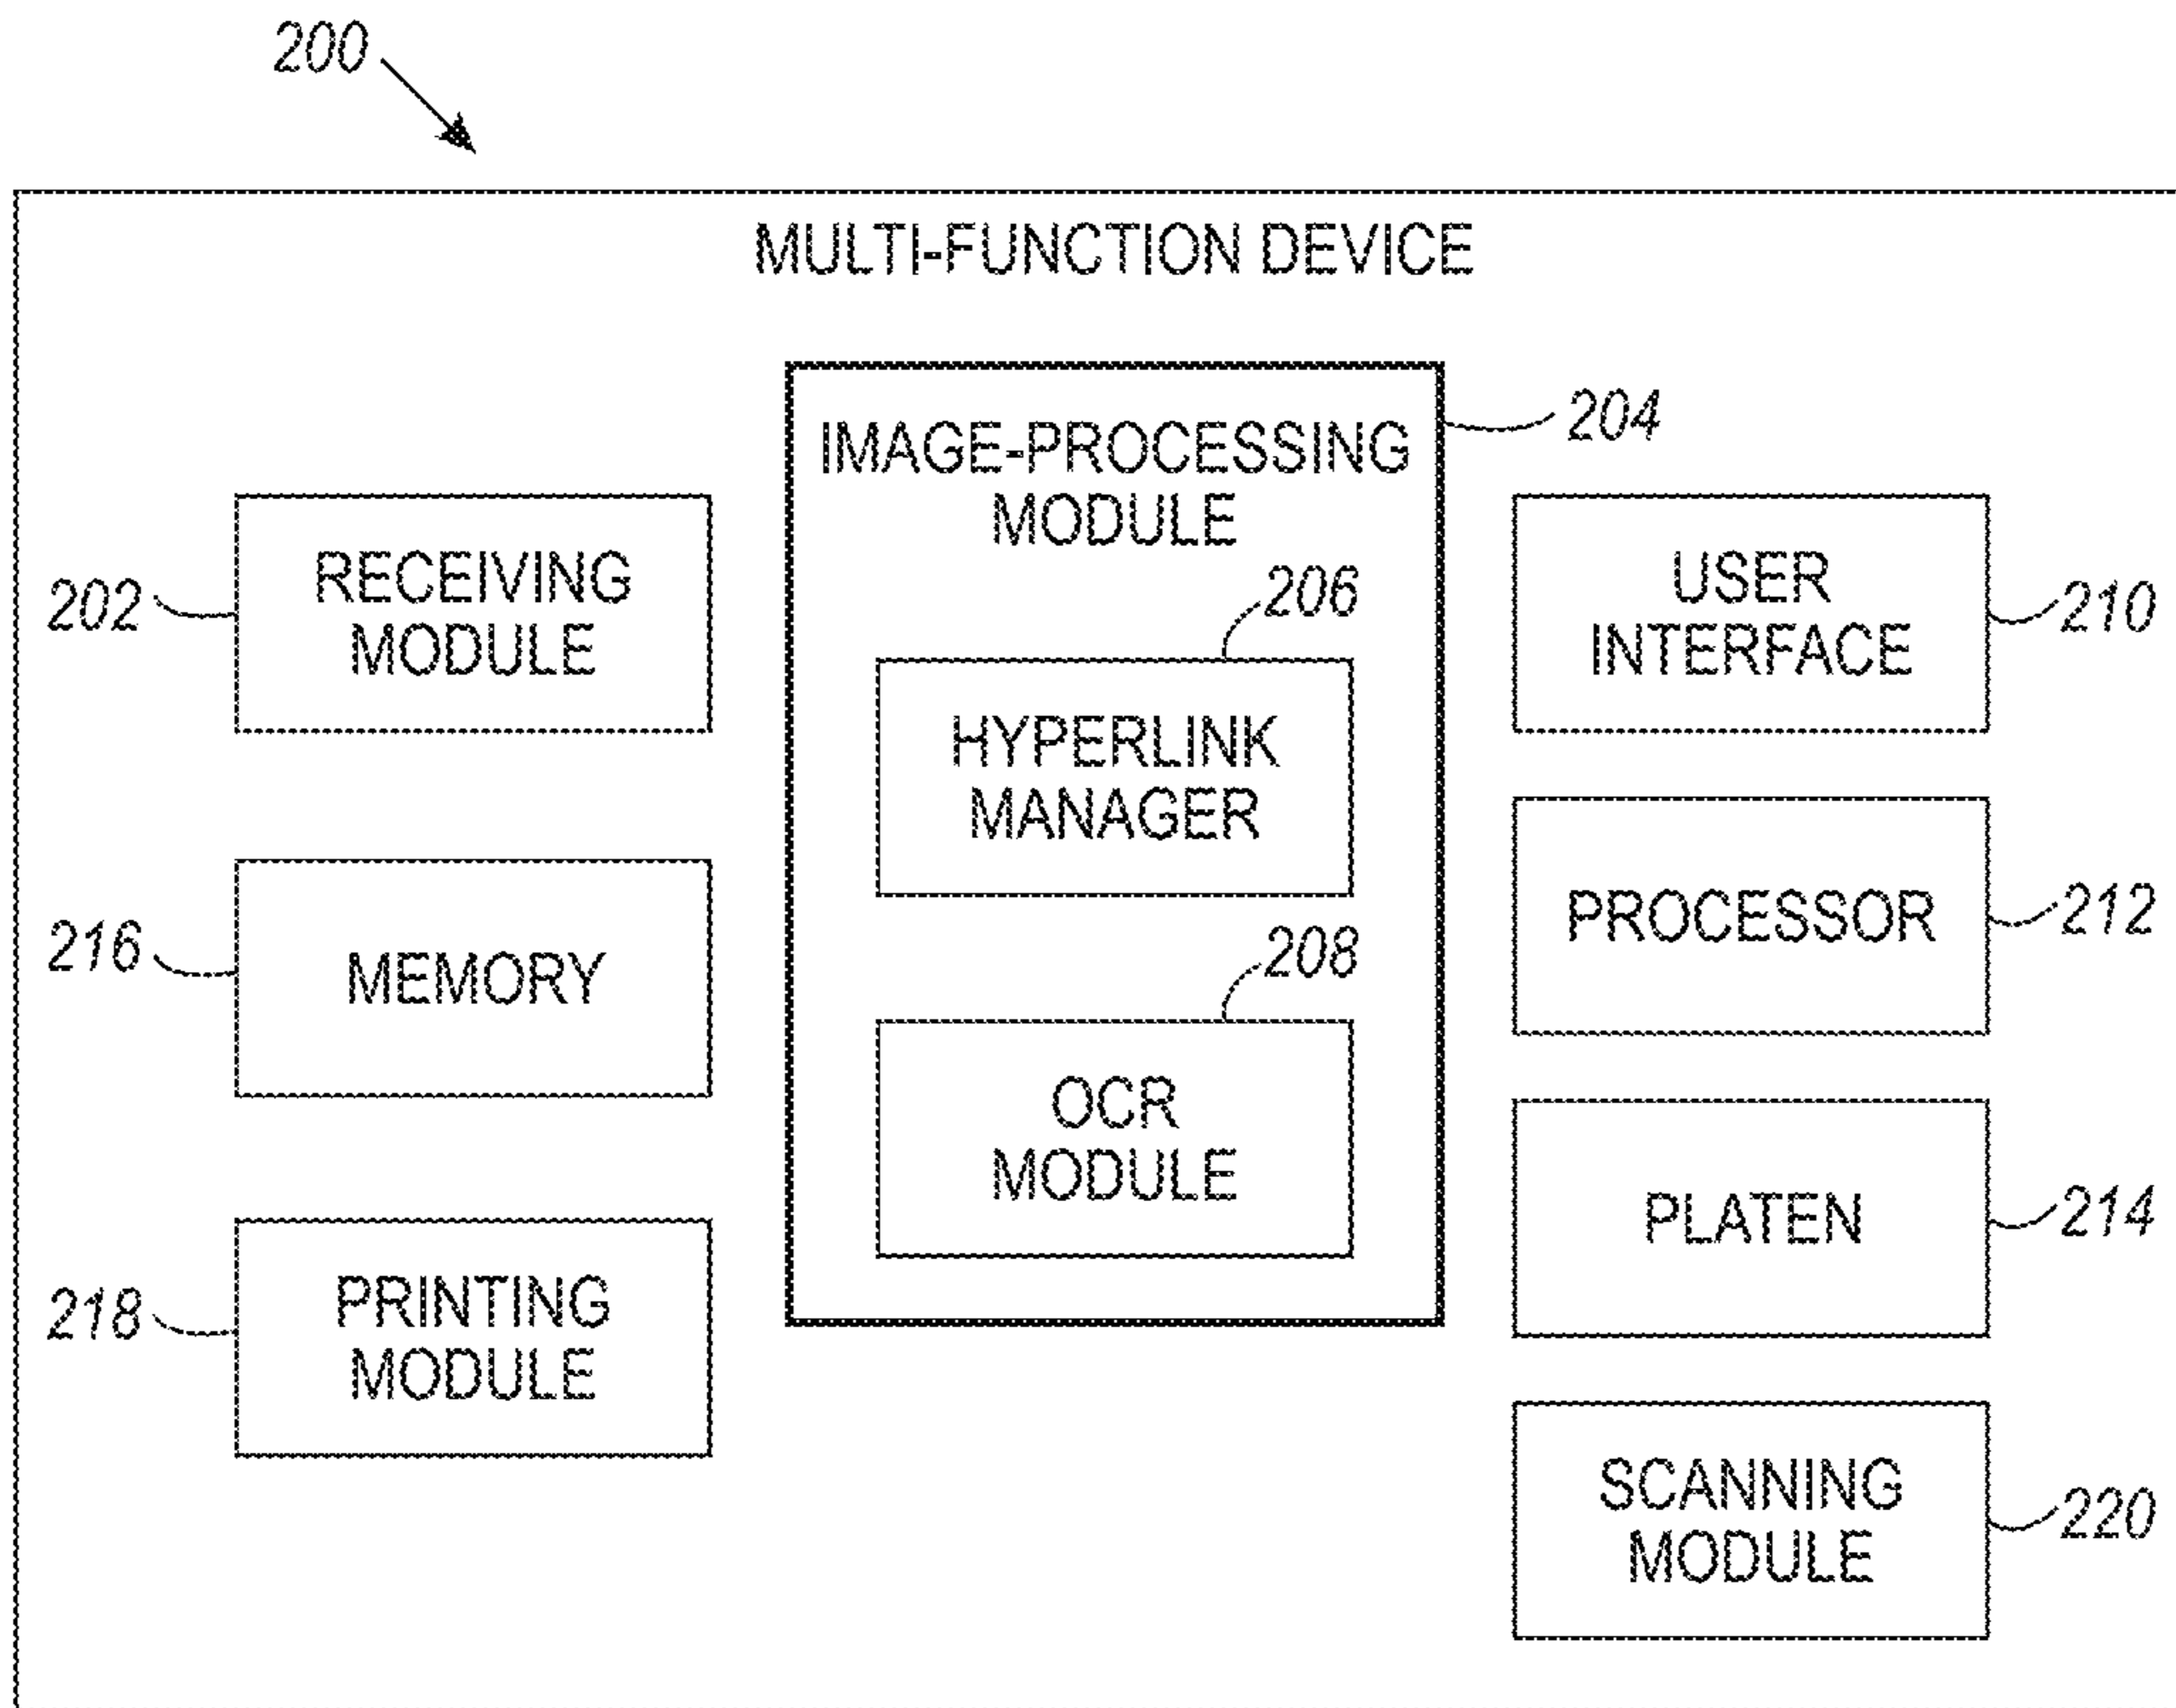 200
MULTI-FUNCTION DEVICE
204
IMAGE-PROCESSING
MODULE
202
RECEIVING
MODULE
206
HYPERLINK
MANAGER
USER
INTERFACE
210
216
MEMORY
208
OCR
MODULE
PROCESSOR
212
218
PRINTING
MODULE
PLATEN
214
SCANNING
MODULE
220